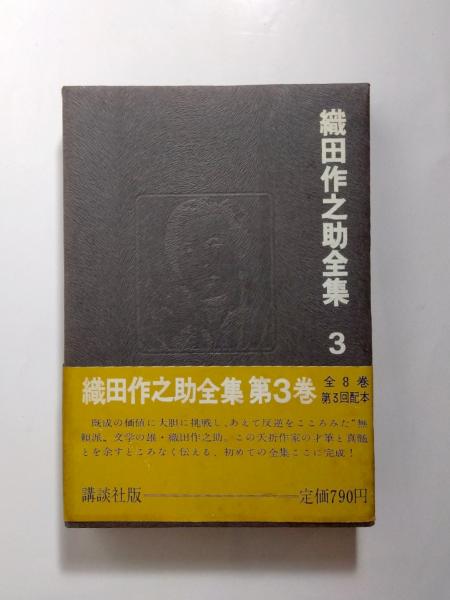 織田作之助全集 3
織田作之助全集 第3巻
全8巻
第3回配本
既成の価値に大胆に挑戦し、あえて反逆をこころみた〝無
頼派〟文学の雄・織田作之助。この夭折作家の才筆と真髄
とを余すところなく伝える、初めての全集ここに完成！
講談社版 定価790円